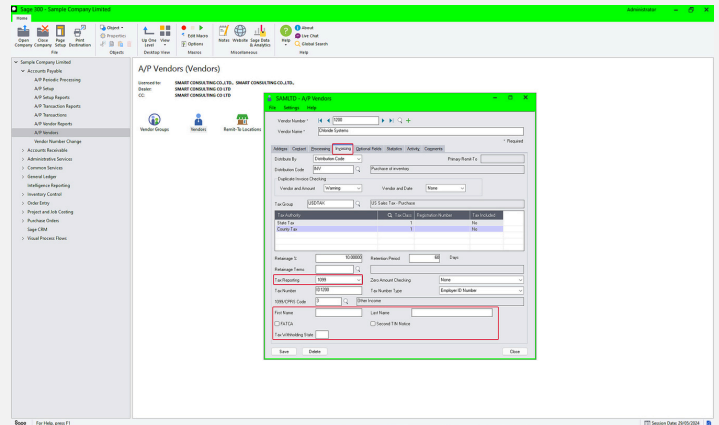 Sage 300 - Sample Company Limited
Administrator
Home
Open Company
Close Company
Page Setup
Print Destination
File
Object
Properties
Objects
Up One Level
View
Desktop View
Edit Macro
Options
Macros
Notes
Website
Sage Data & Analytics
Miscellaneous
Help
About
Live Chat
Global Search
Help
Sample Company Limited
Accounts Payable
A/P Periodic Processing
A/P Setup
A/P Setup Reports
A/P Transaction Reports
A/P Transactions
A/P Vendor Reports
A/P Vendors
Vendor Number Change
Accounts Receivable
Administrative Services
Common Services
General Ledger
Intelligence Reporting
Inventory Control
Order Entry
Project and Job Costing
Purchase Orders
Sage CRM
Visual Process Flows
A/P Vendors (Vendors)
Licensed to: SMART CONSULTING CO.,LTD., SMART CONSULTING CO.,LTD.,
Dealer: SMART CONSULTING CO LTD
CC: SMART CONSULTING CO LTD
Vendor Groups
Vendors
Remit-To Locations
SAMLTD - A/P Vendors
File Settings Help
Vendor Number * 1200
Vendor Name * Chloride Systems
* Required
Address Contact Processing Invoicing Optional Fields Statistics Activity Comments
Distribute By Distribution Code Primary Remit-To
Distribution Code INV Purchase of inventory
Duplicate Invoice Checking
Vendor and Amount Warning Vendor and Date None
Tax Group USDTAX US Sales Tax - Purchase
Tax Authority Tax Class Registration Number Tax Included
State Tax 1 No
County Tax 1 No
Retainage % 10.00000 Retention Period 60 Days
Retainage Terms
Tax Reporting 1099 Zero Amount Checking None
Tax Number Tax Number Type Employer ID Number
1099/CPRS Code 3 Other Income
First Name Last Name
FATCA Second TIN Notice
Tax Withholding State
Save Delete Close
Sage For Help, press F1
Session Date: 29/05/2024